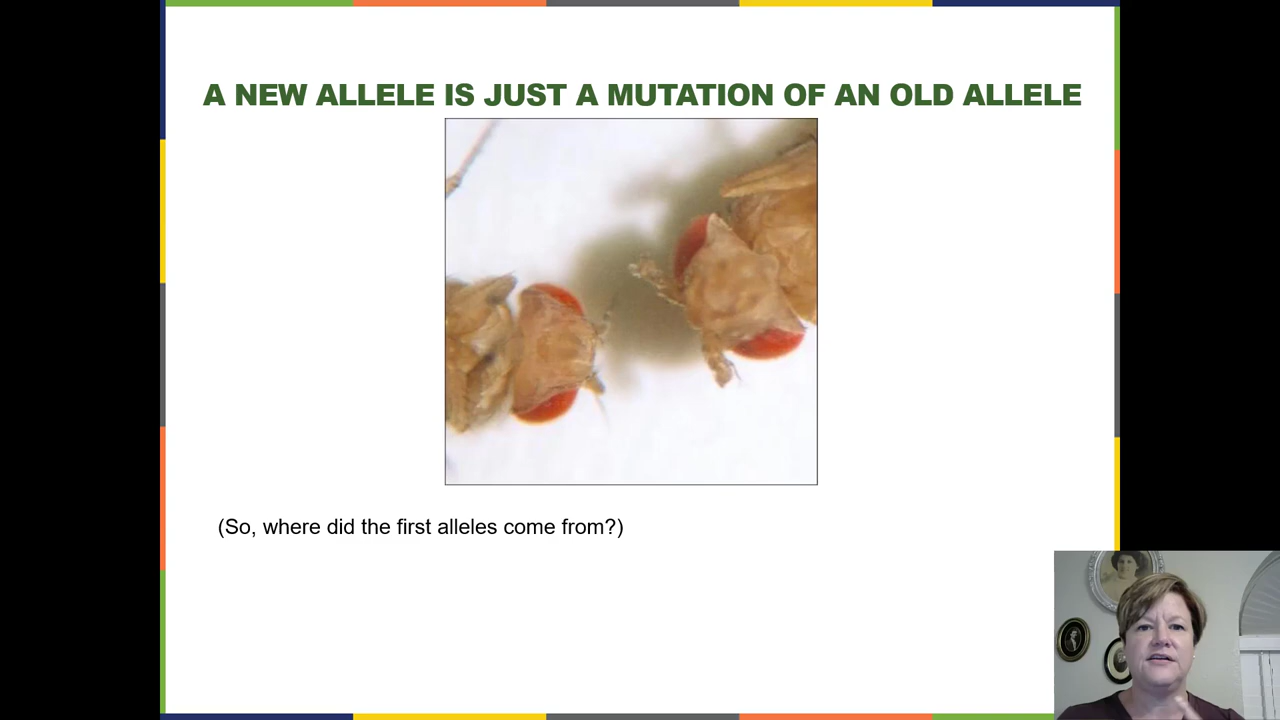 A NEW ALLELE IS JUST A MUTATION OF AN OLD ALLELE
(So, where did the first alleles come from?)